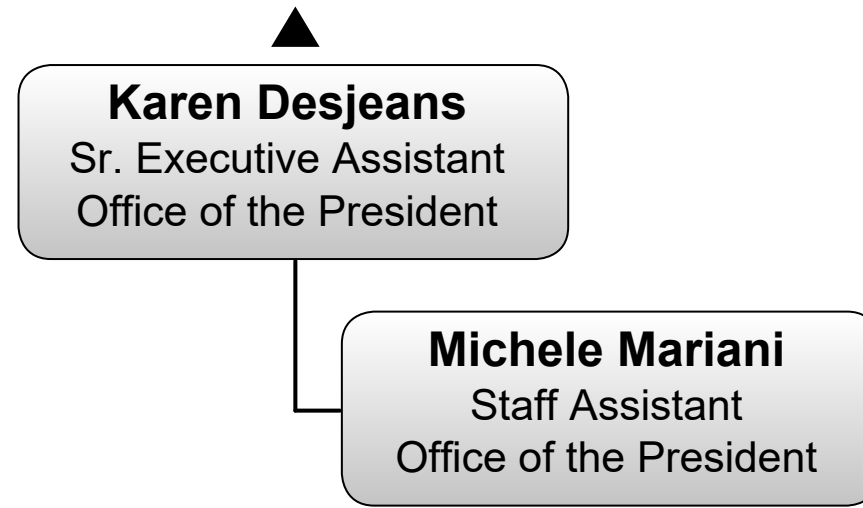 Karen Desjeans
Sr. Executive Assistant
Office of the President
Michele Mariani
Staff Assistant
Office of the President